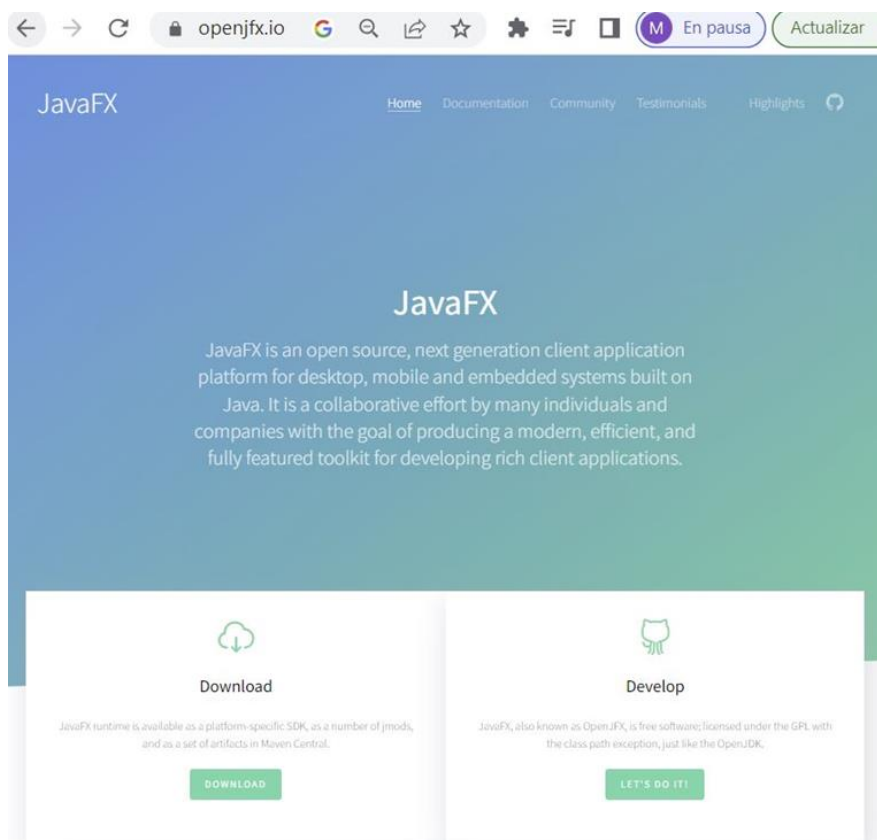 openjfx.io
M En pausa
Actualizar
JavaFX
Home Documentation Community Testimonials Highlights
JavaFX
JavaFX is an open source, next generation client application
platform for desktop, mobile and embedded systems built on
Java. It is a collaborative effort by many individuals and
companies with the goal of producing a modern, efficient, and
fully featured toolkit for developing rich client applications.
Download
JavaFX runtime is available as a platform-specific SDK, as a number of jmods,
and as a set of artifacts in Maven Central.
DOWNLOAD
Develop
JavaFX, also known as OpenJFX, is free software; licensed under the GPL with
the class path exception, just like the OpenJDK.
LET'S DO IT!